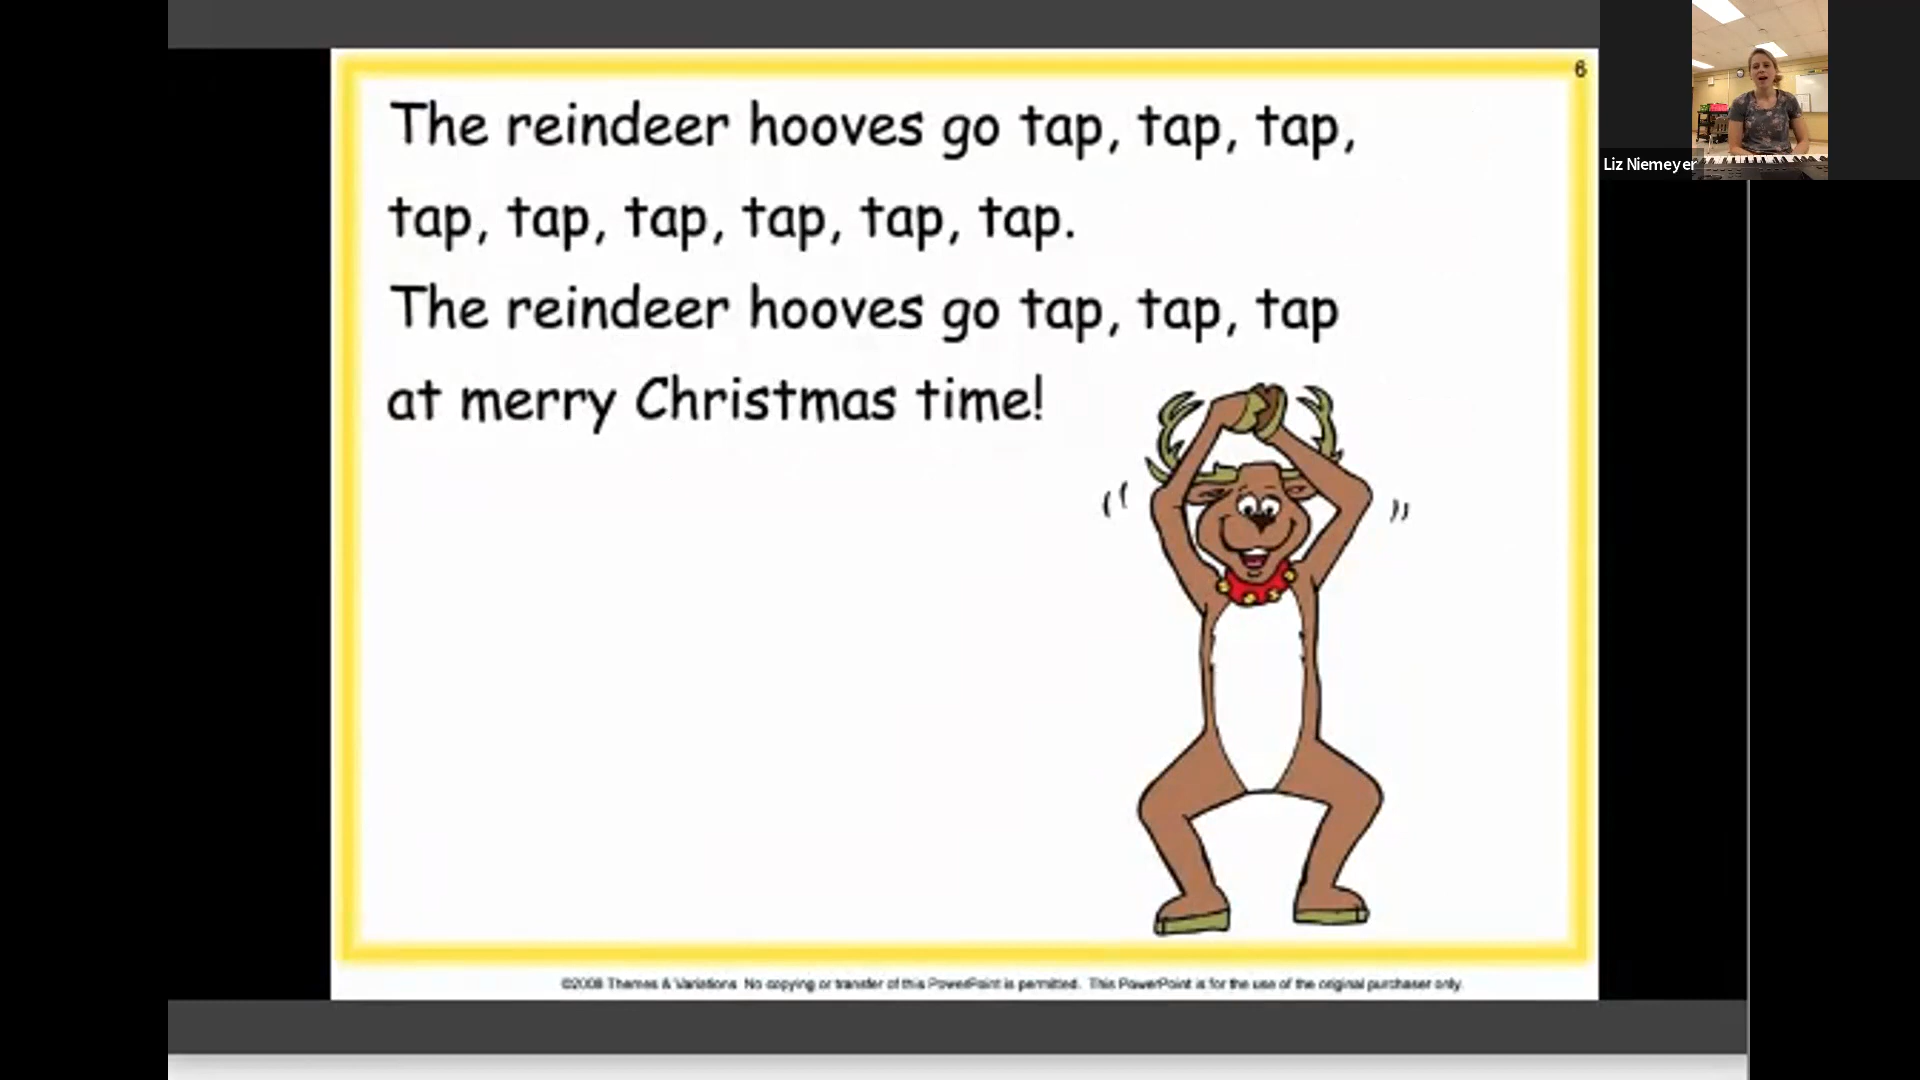 6
The reindeer hooves go tap, tap, tap,
tap, tap, tap, tap, tap, tap.
The reindeer hooves go tap, tap, tap
at merry Christmas time!
©2008 Themes & Variations No copying or transfer of this PowerPoint is permitted. This PowerPoint is for the use of the original purchaser only.
Liz Niemeyer